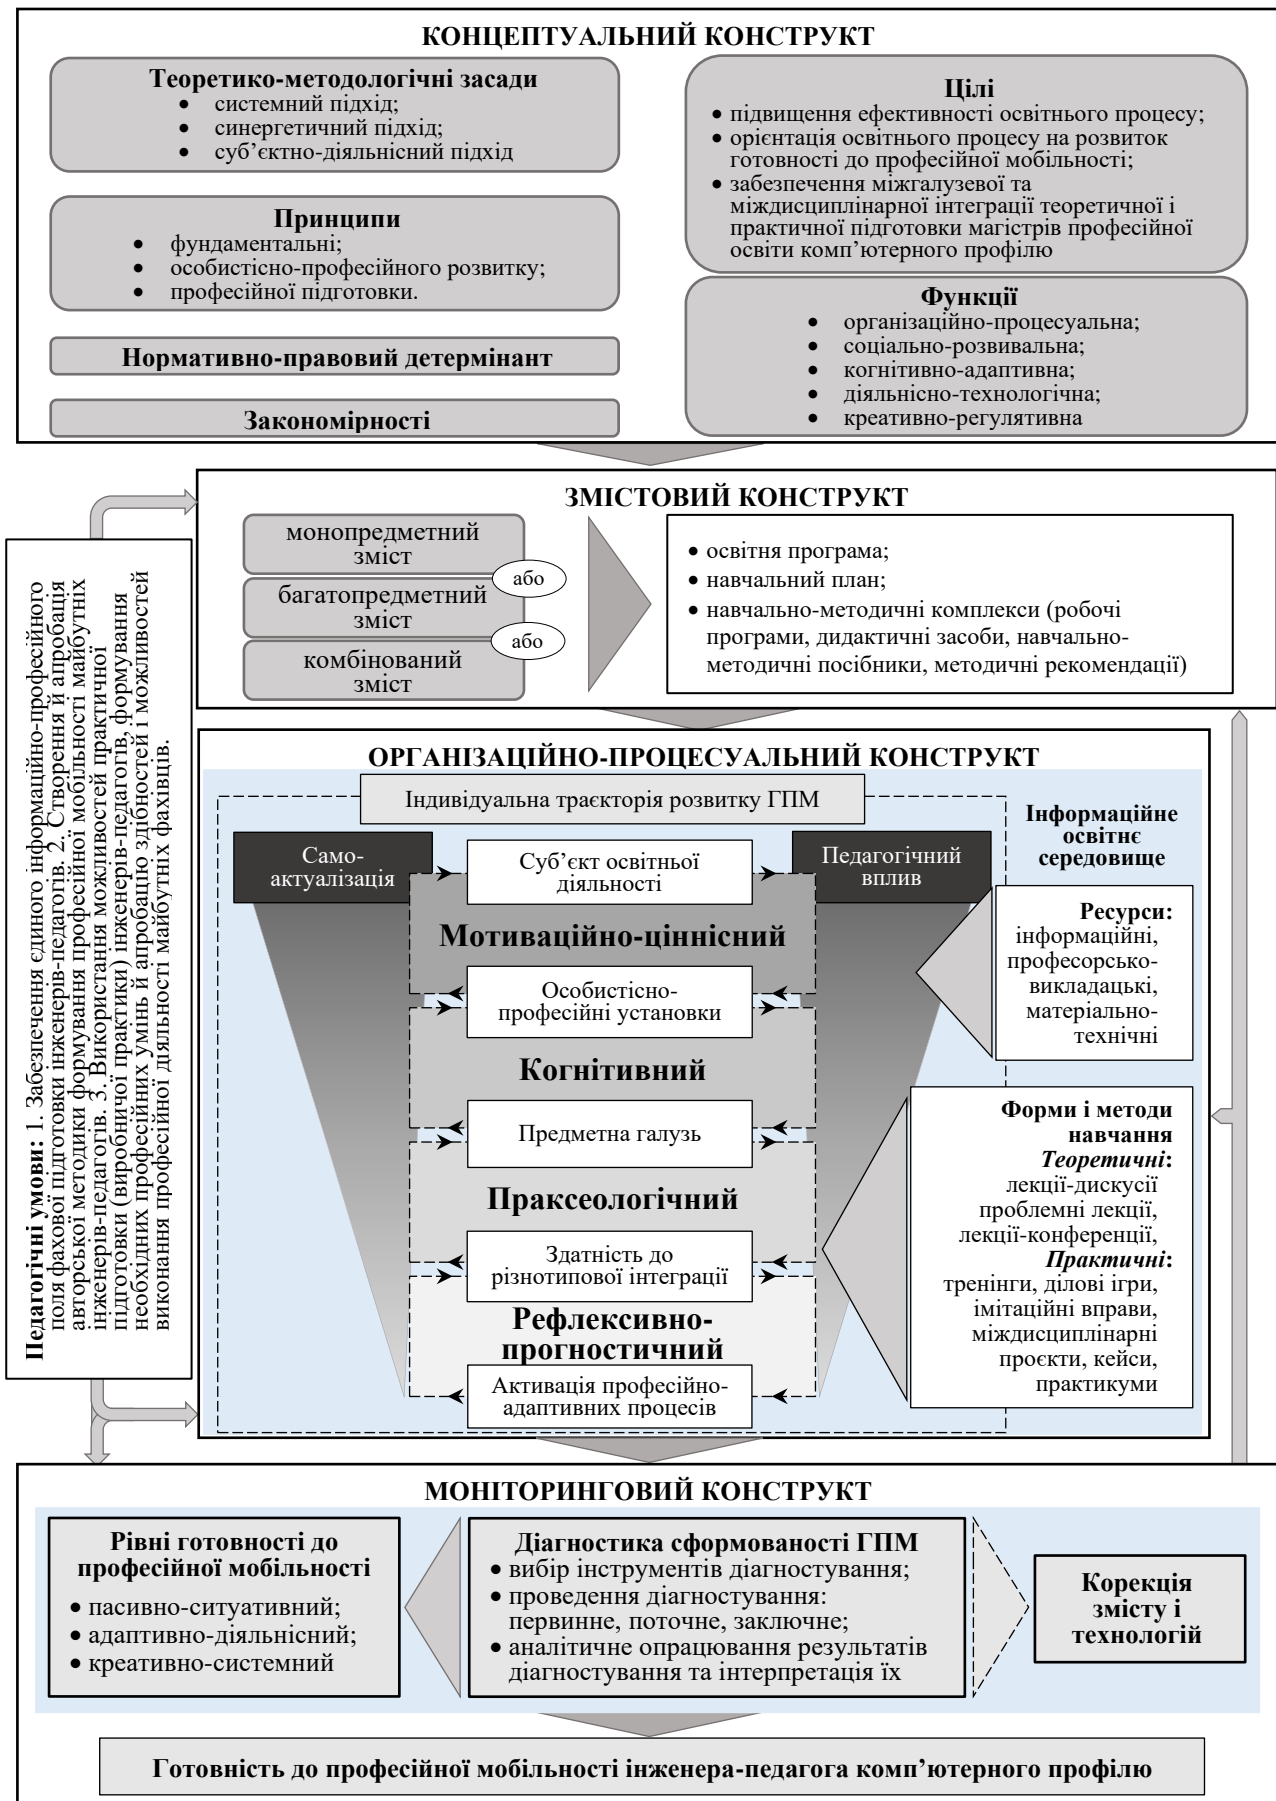 КОНЦЕПТУАЛЬНИЙ КОНСТРУКТ
Теоретико-методологічні засади
• системний підхід;
• синергетичний підхід;
• суб’єктно-діяльнісний підхід
Принципи
• фундаментальні;
• особистісно-професійного розвитку;
• професійної підготовки.
Нормативно-правовий детермінант
Закономірності
Цілі
• підвищення ефективності освітнього процесу;
• орієнтація освітнього процесу на розвиток
готовності до професійної мобільності;
• забезпечення міжгалузевої та
міждисциплінарної інтеграції теоретичної і
практичної підготовки магістрів професійної
освіти комп’ютерного профілю
Функції
• організаційно-процесуальна;
• соціально-розвивальна;
• когнітивно-адаптивна;
• діяльнісно-технологічна;
• креативно-регулятивна
Педагогічні умови: 1. Забезпечення єдиного інформаційно-професійного
поля фахової підготовки інженерів-педагогів. 2. Створення й апробація
авторської методики формування професійної мобільності майбутніх
інженерів-педагогів. 3. Використання можливостей практичної
підготовки (виробничої практики) інженерів-педагогів, формування
необхідних професійних умінь й апробацію здібностей і можливостей
виконання професійної діяльності майбутніх фахівців.
ЗМІСТОВИЙ КОНСТРУКТ
монопредметний
зміст
або
багатопредметний
зміст
або
комбінований
зміст
• освітня програма;
• навчальний план;
• навчально-методичні комплекси (робочі
програми, дидактичні засоби, навчально-
методичні посібники, методичні рекомендації)
ОРГАНІЗАЦІЙНО-ПРОЦЕСУАЛЬНИЙ КОНСТРУКТ
Індивідуальна траєкторія розвитку ГПМ
Само-
актуалізація
Суб’єкт освітньої
діяльності
Педагогічний
вплив
Мотиваційно-ціннісний
Особистісно-
професійні установки
Когнітивний
Предметна галузь
Праксеологічний
Здатність до
різнотипової інтеграції
Рефлексивно-
прогностичний
Активація професійно-
адаптивних процесів
Інформаційне
освітнє
середовище
Ресурси:
інформаційні,
професорсько-
викладацькі,
матеріально-
технічні
Форми і методи
навчання
Теоретичні:
лекції-дискусії
проблемні лекції,
лекції-конференції,
Практичні:
тренінги, ділові ігри,
імітаційні вправи,
міждисциплінарні
проєкти, кейси,
практикуми
МОНІТОРИНГОВИЙ КОНСТРУКТ
Рівні готовності до
професійної мобільності
• пасивно-ситуативний;
• адаптивно-діяльнісний;
• креативно-системний
Діагностика сформованості ГПМ
• вибір інструментів діагностування;
• проведення діагностування:
первинне, поточне, заключне;
• аналітичне опрацювання результатів
діагностування та інтерпретація їх
Корекція
змісту і
технологій
Готовність до професійної мобільності інженера-педагога комп’ютерного профілю